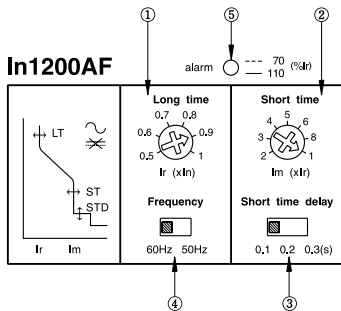 ① ⑤ ②
In1200AF
alarm --- 70 (%Ir)
— 110
LT
ST
STD
Ir Im
Long time
0.5 0.6 0.7 0.8 0.9 1
Ir (xIn)
Short time
2 3 4 5 6 8 1
Im (xIr)
Frequency
60Hz 50Hz
Short time delay
0.1 0.2 0.3(s)
④ ③